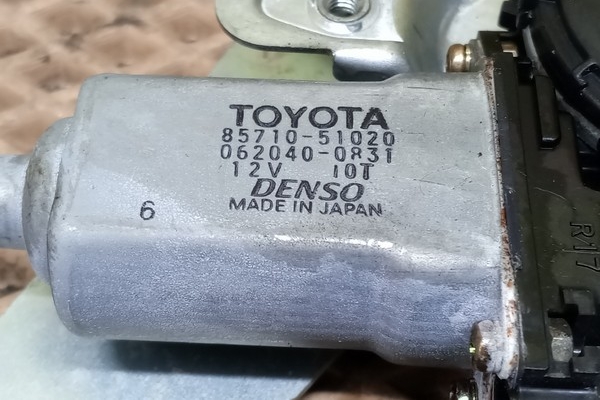 TOYOTA
85710-51020
062040-0831
12V 10T
DENSO
MADE IN JAPAN
6
R17